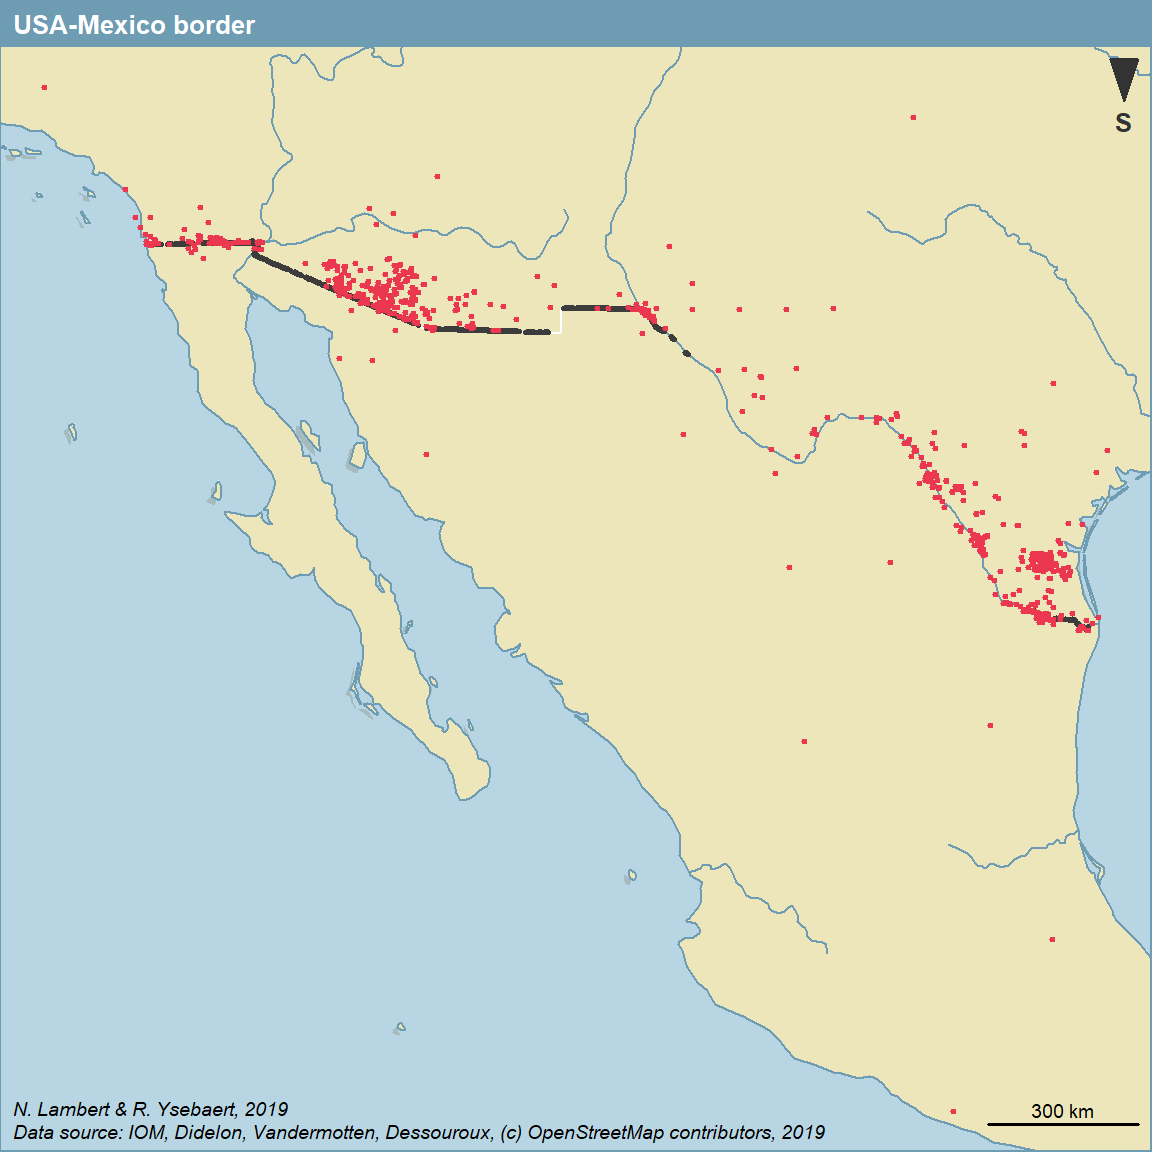 USA-Mexico border
S
N. Lambert & R. Ysebaert, 2019
300 km
Data source: IOM, Didelon, Vandermotten, Dessouroux, (c) OpenStreetMap contributors, 2019